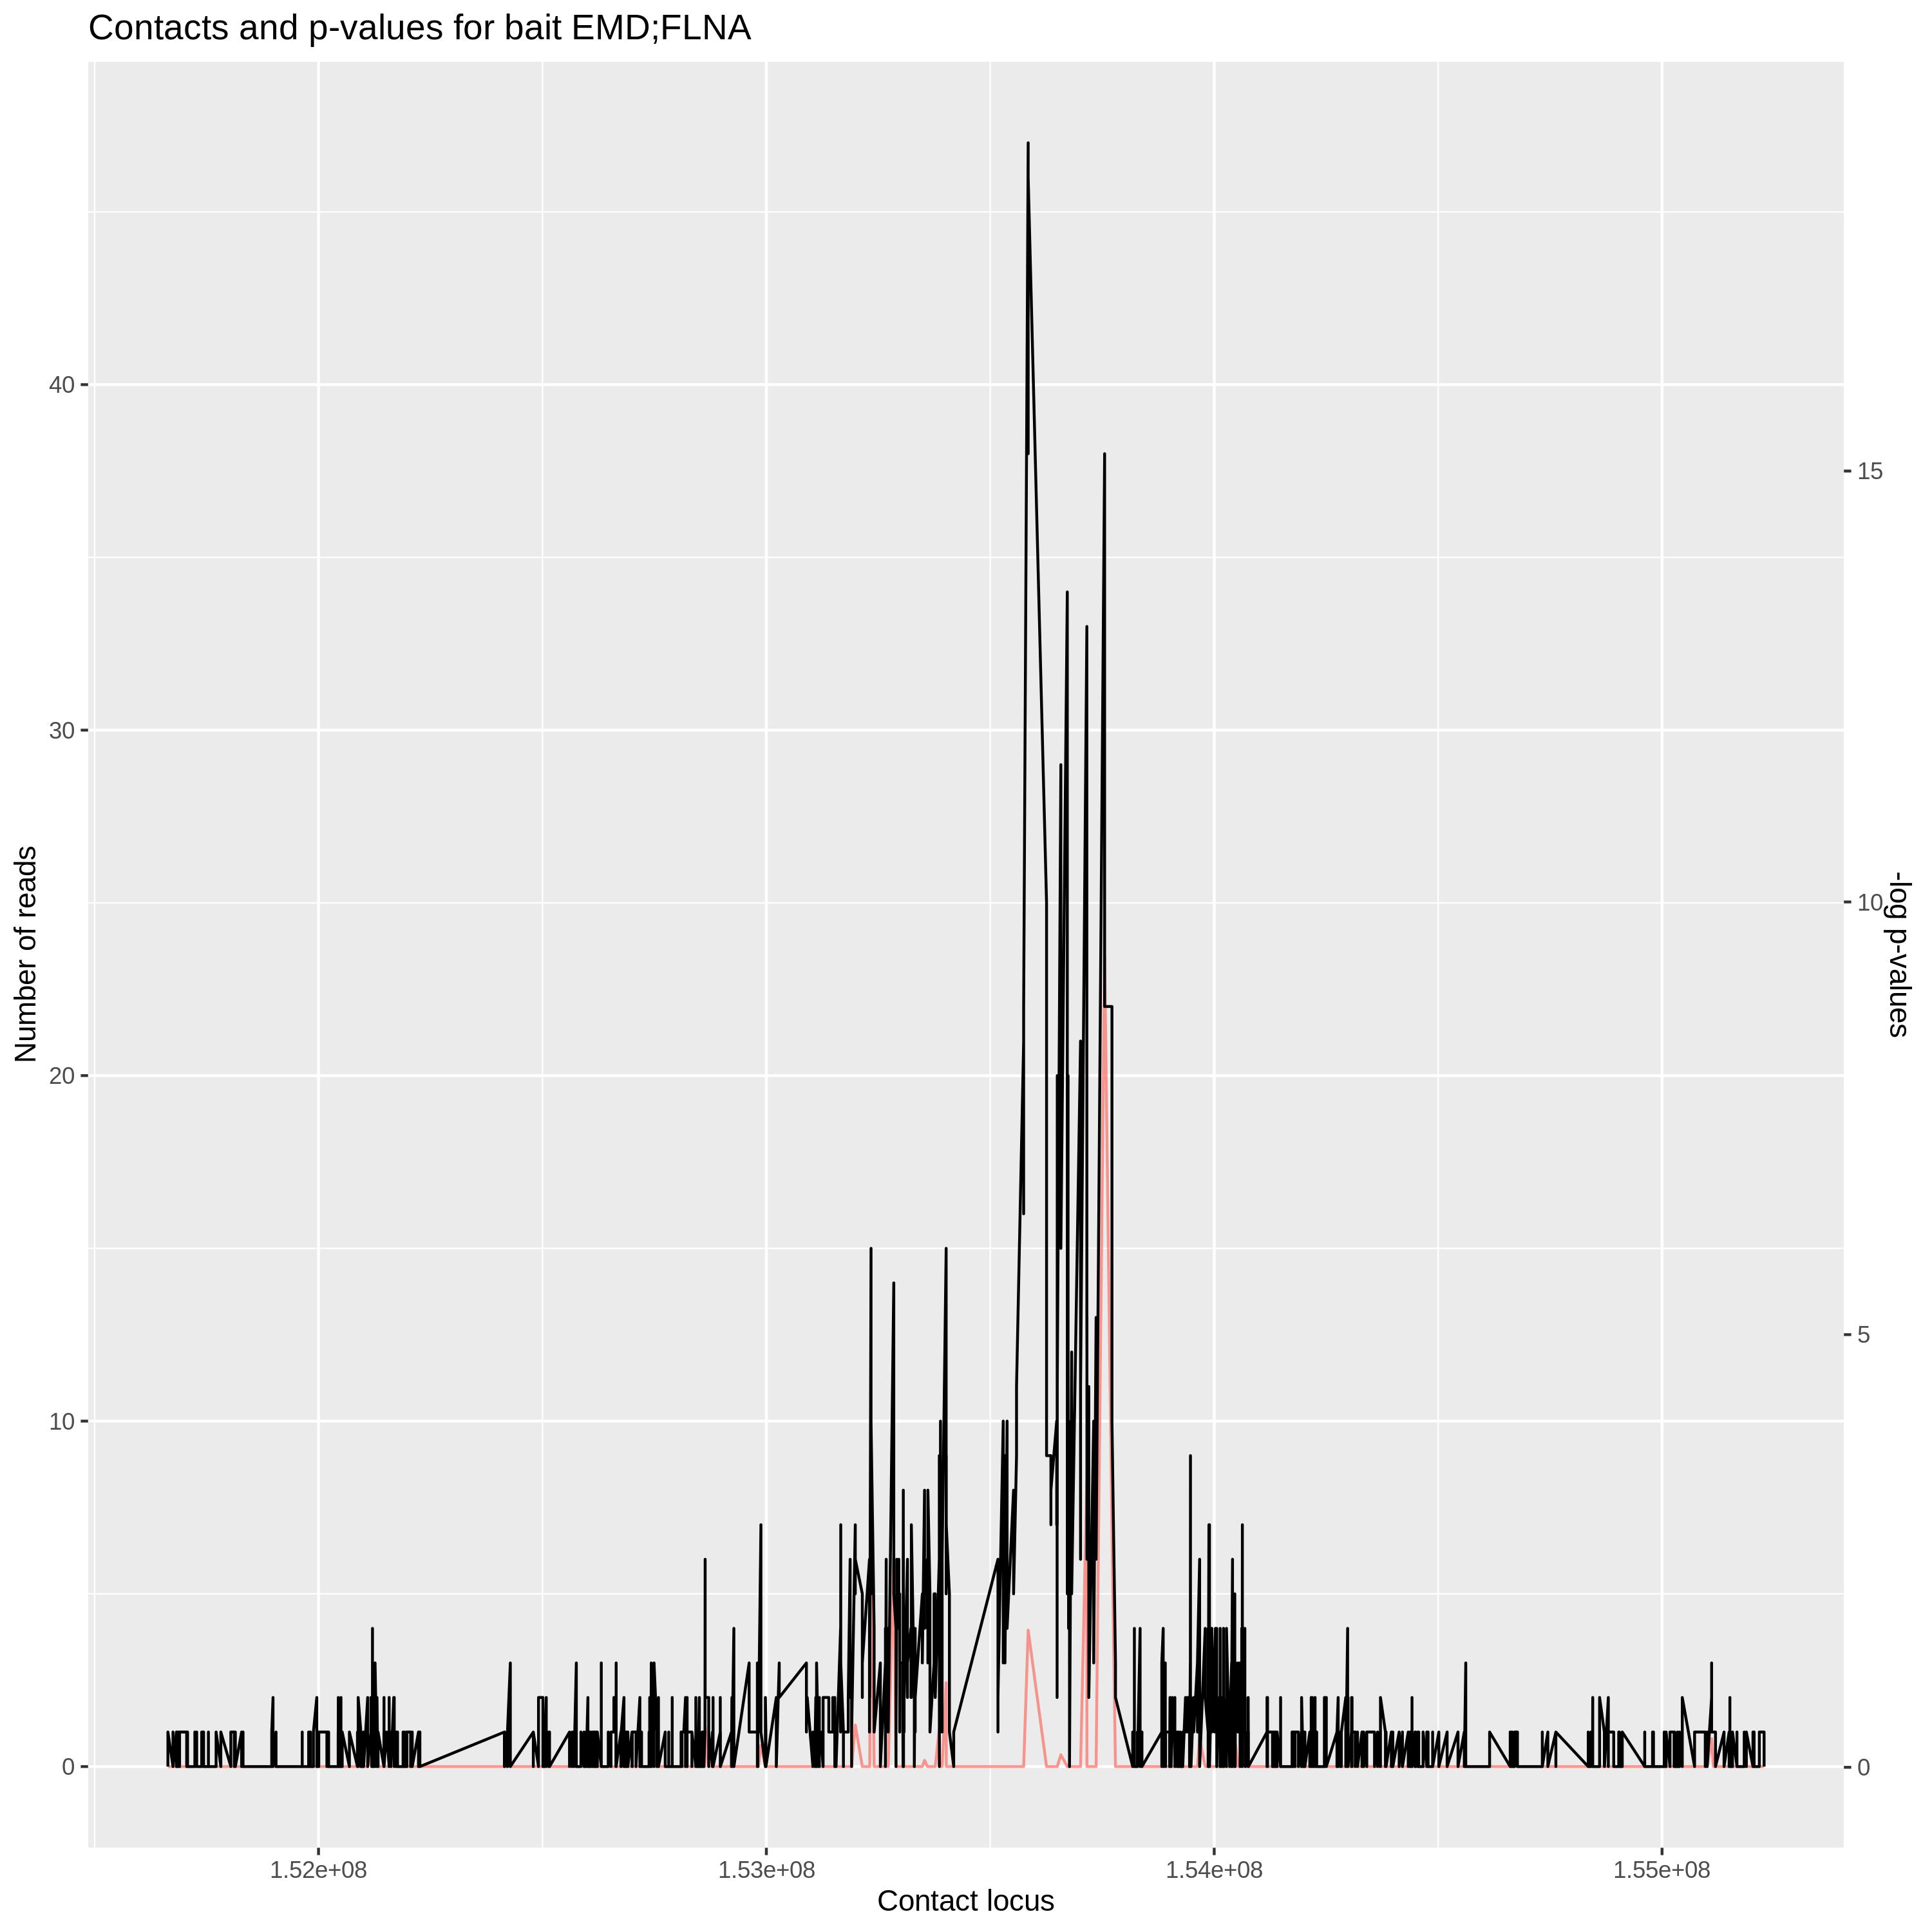 Contacts and p-values for bait EMD;FLNA
40
30
20
10
0
Number of reads
15
10
5
0
-log p-values
1.52e+08
1.53e+08
1.54e+08
1.55e+08
Contact locus